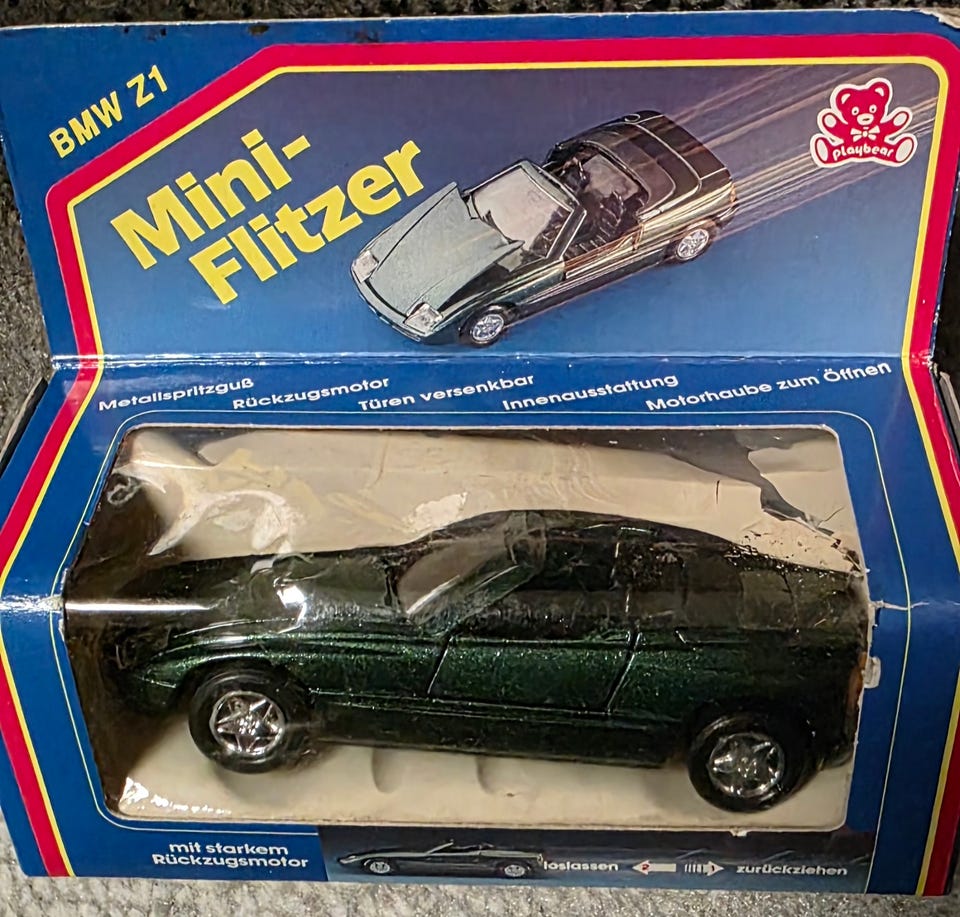 BMW Z1
Mini-
Flitzer
playbear
Metallspritzguß Rückzugsmotor Türen versenkbar Innenausstattung Motorhaube zum Öffnen
mit starkem
Rückzugsmotor
loslassen zurückziehen